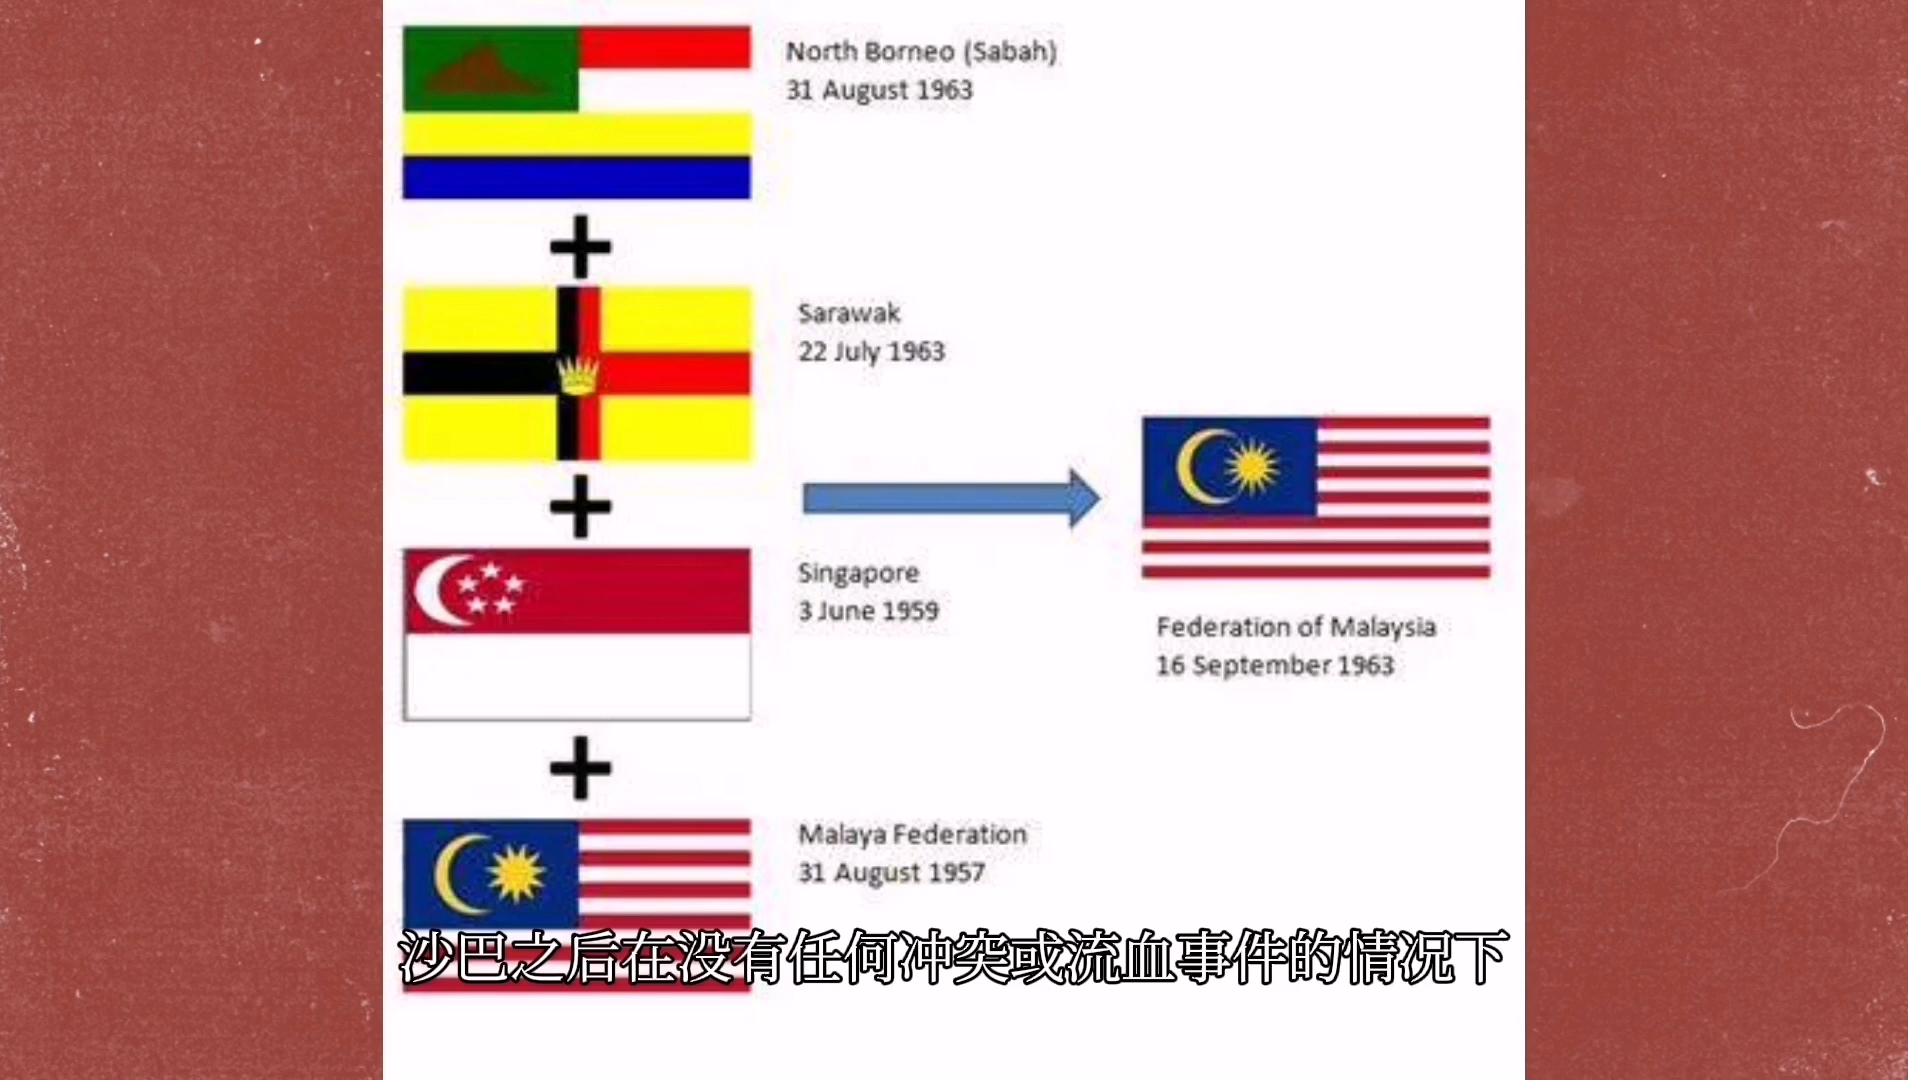 North Borneo (Sabah)
31 August 1963
Sarawak
22 July 1963
Singapore
3 June 1959
Federation of Malaysia
16 September 1963
Malaya Federation
31 August 1957
沙巴之后在没有任何冲突或流血事件的情况下